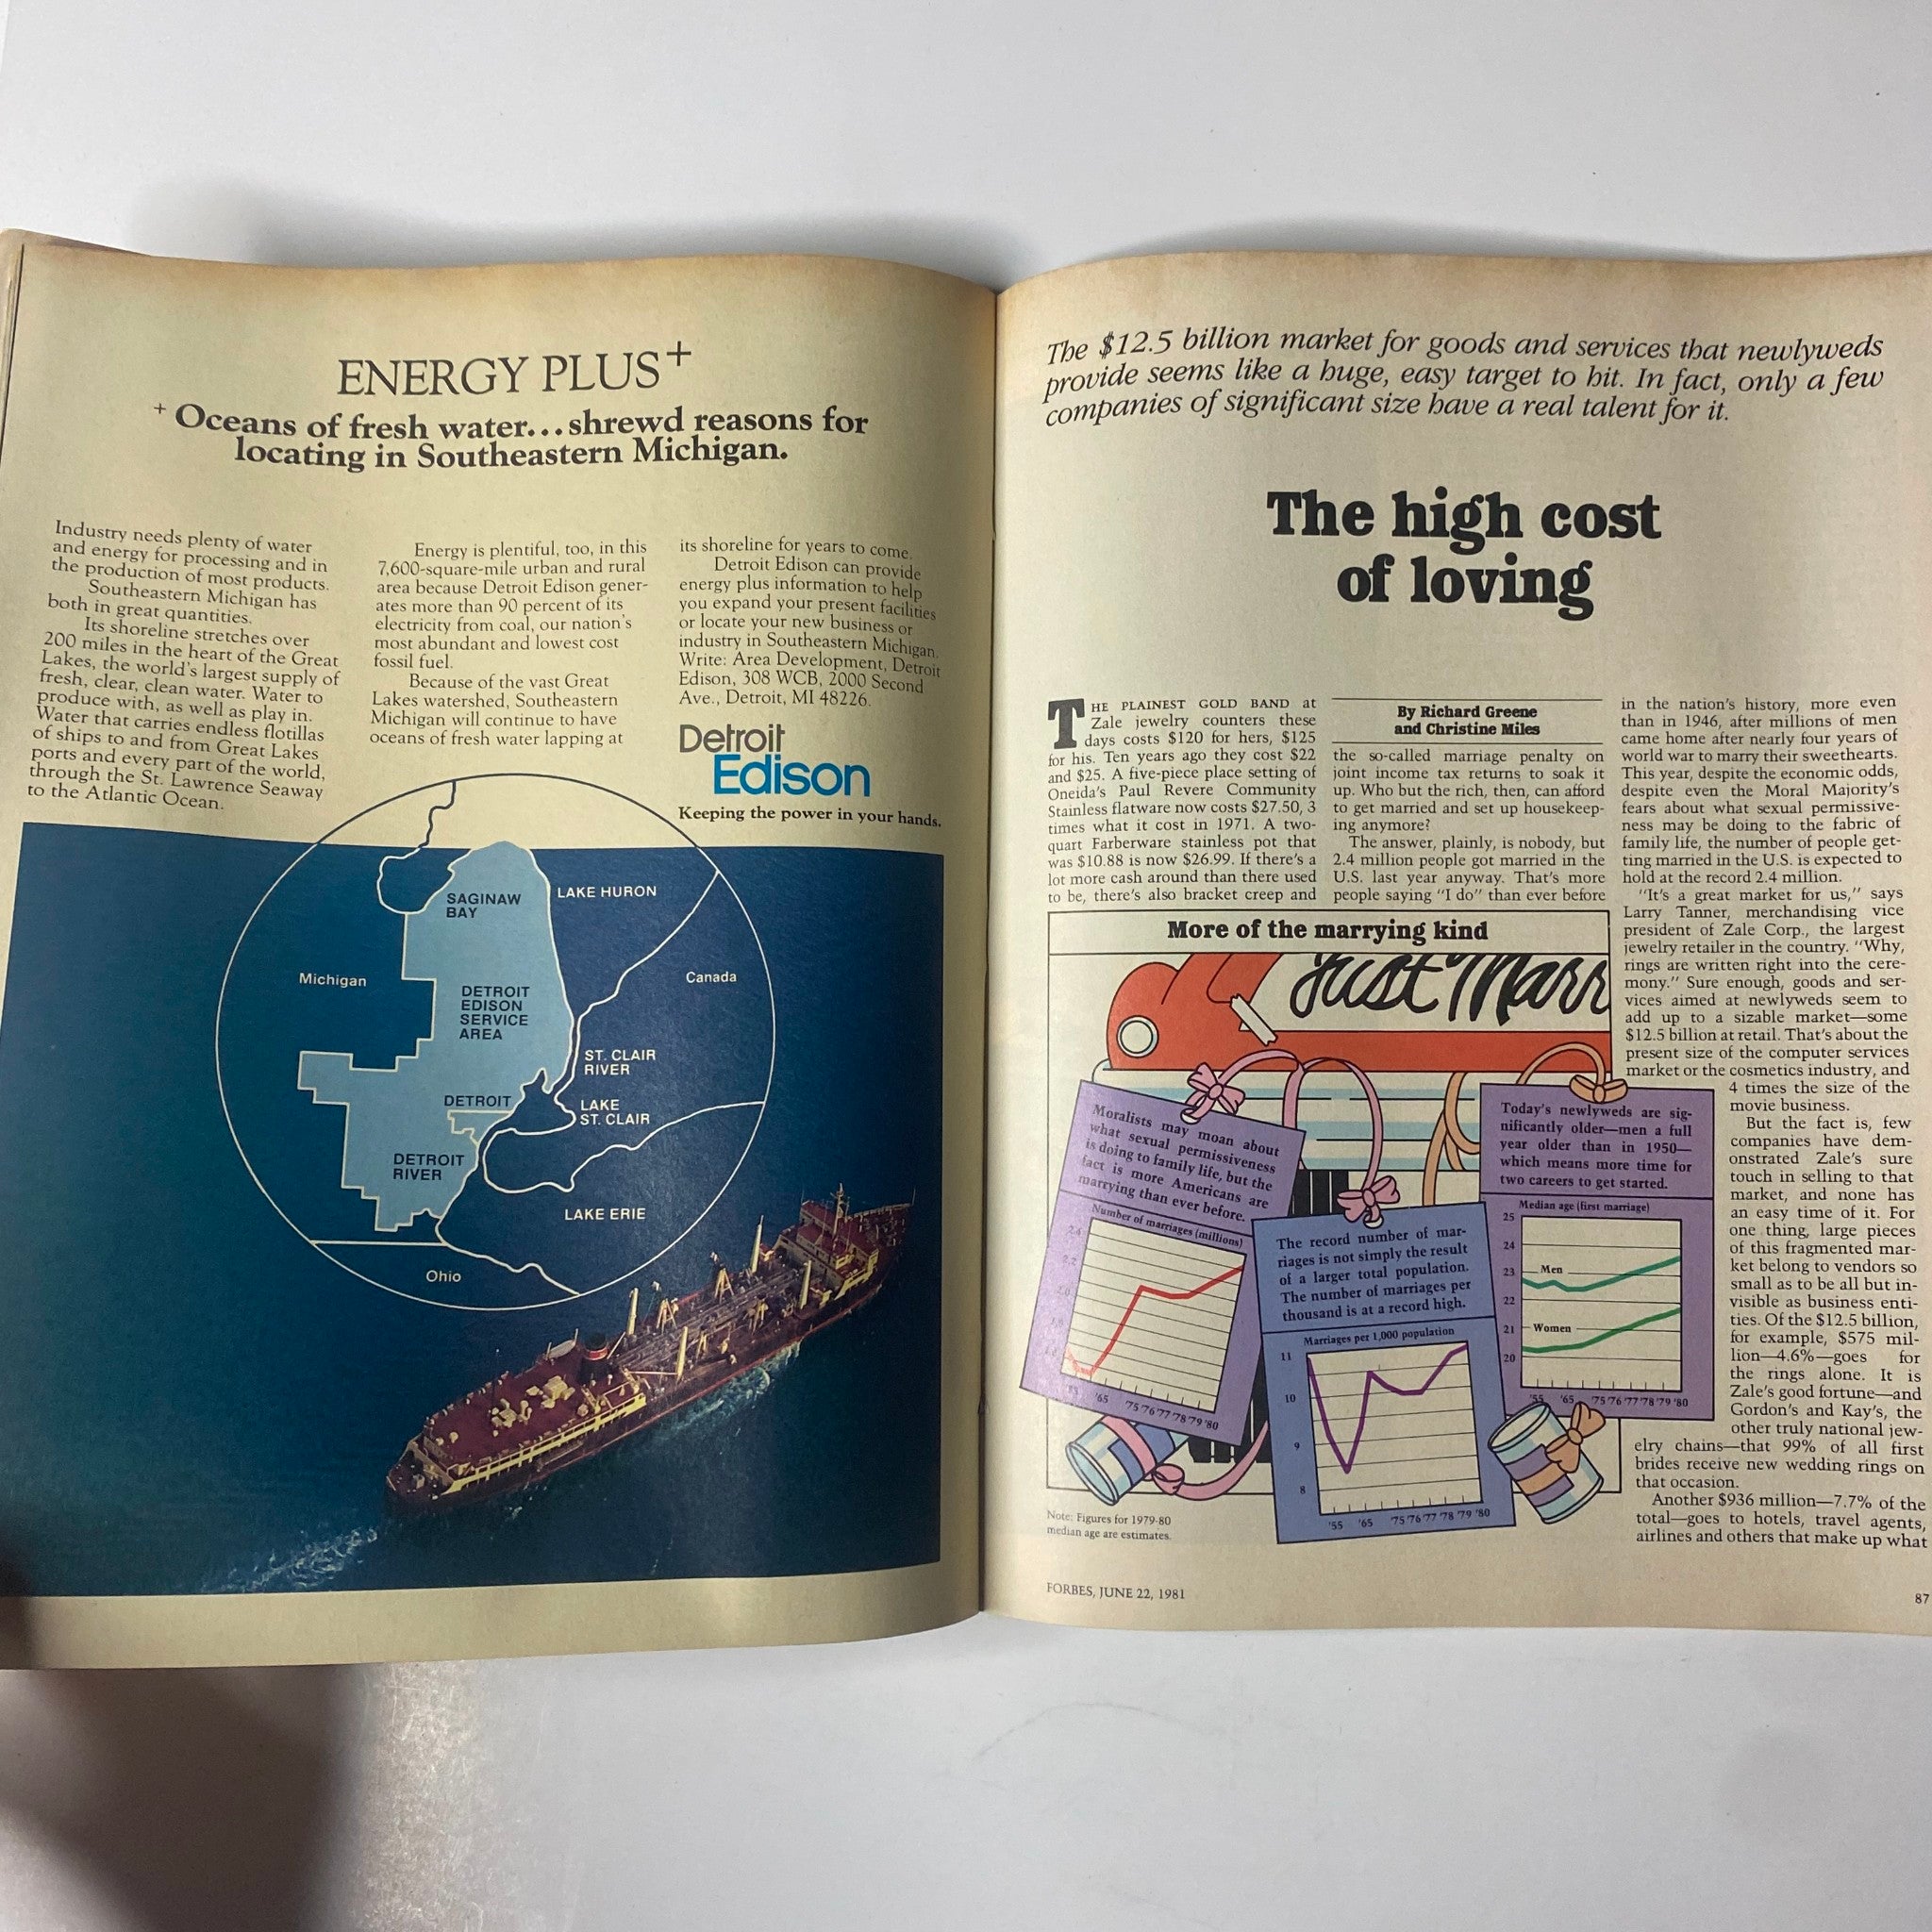 ENERGY PLUS+
+ Oceans of fresh water...shrewd reasons for
locating in Southeastern Michigan.
Industry needs plenty of water
and energy for processing and in
the production of most products.
Southeastern Michigan has
both in great quantities.
Its shoreline stretches over
200 miles in the heart of the Great
Lakes, the world's largest supply of
fresh, clear, clean water. Water to
produce with, as well as play in.
Water that carries endless flotillas
of ships to and from Great Lakes
ports and every part of the world,
through the St. Lawrence Seaway
to the Atlantic Ocean.
Energy is plentiful, too, in this
7,600-square-mile urban and rural
area because Detroit Edison gener-
ates more than 90 percent of its
electricity from coal, our nation's
most abundant and lowest cost
fossil fuel.
Because of the vast Great
Lakes watershed, Southeastern
Michigan will continue to have
oceans of fresh water lapping at
its shoreline for years to come.
Detroit Edison can provide
energy plus information to help
you expand your present facilities
or locate your new business or
industry in Southeastern Michigan.
Write: Area Development, Detroit
Edison, 308 WCB, 2000 Second
Ave., Detroit, MI 48226.
Detroit
Edison
Keeping the power in your hands.
SAGINAW
BAY
LAKE HURON
Michigan
Canada
DETROIT
EDISON
SERVICE
AREA
ST. CLAIR
RIVER
DETROIT
LAKE
ST. CLAIR
DETROIT
RIVER
LAKE ERIE
Ohio
The $12.5 billion market for goods and services that newlyweds
provide seems like a huge, easy target to hit. In fact, only a few
companies of significant size have a real talent for it.
The high cost
of loving
THE PLAINEST GOLD BAND at
Zale jewelry counters these
days costs $120 for hers, $125
for his. Ten years ago they cost $22
and $25. A five-piece place setting of
Oneida's Paul Revere Community
Stainless flatware now costs $27.50, 3
times what it cost in 1971. A two-
quart Farberware stainless pot that
was $10.88 is now $26.99. If there's a
lot more cash around than there used
to be, there's also bracket creep and
By Richard Greene
and Christine Miles
the so-called marriage penalty on
joint income tax returns to soak it
up. Who but the rich, then, can afford
to get married and set up housekeep-
ing anymore?
The answer, plainly, is nobody, but
2.4 million people got married in the
U.S. last year anyway. That's more
people saying "I do" than ever before
in the nation's history, more even
than in 1946, after millions of men
came home after nearly four years of
world war to marry their sweethearts.
This year, despite the economic odds,
despite even the Moral Majority's
fears about what sexual permissive-
ness may be doing to the fabric of
family life, the number of people get-
ting married in the U.S. is expected to
hold at the record 2.4 million.
"It's a great market for us," says
Larry Tanner, merchandising vice
president of Zale Corp., the largest
jewelry retailer in the country. "Why,
rings are written right into the cere-
mony." Sure enough, goods and ser-
vices aimed at newlyweds seem to
add up to a sizable market—some
$12.5 billion at retail. That's about the
present size of the computer services
market or the cosmetics industry, and
4 times the size of the
movie business.
But the fact is, few
companies have dem-
onstrated Zale's sure
touch in selling to that
market, and none has
an easy time of it. For
one thing, large pieces
of this fragmented mar-
ket belong to vendors so
small as to be all but in-
visible as business enti-
ties. Of the $12.5 billion,
for example, $575 mil-
lion—4.6%—goes for
the rings alone. It is
Zale's good fortune—and
Gordon's and Kay's, the
other truly national jew-
elry chains—that 99% of all first
brides receive new wedding rings on
that occasion.
Another $936 million—7.7% of the
total—goes to hotels, travel agents,
airlines and others that make up what
More of the marrying kind
Just Marr
Moralists may moan about
what sexual permissiveness
is doing to family life, but the
fact is more Americans are
marrying than ever before.
Number of marriages (millions)
2.4
2.2
'65 '75 '76 '77 '78 '79 '80
The record number of mar-
riages is not simply the result
of a larger total population.
The number of marriages per
thousand is at a record high.
Marriages per 1,000 population
11
10
9
8
'55 '65 '75 '76 '77 '78 '79 '80
Today's newlyweds are sig-
nificantly older—men a full
year older than in 1950—
which means more time for
two careers to get started.
Median age (first marriage)
25
24
23 Men
22
21 Women
20
'55 '65 '75 '76 '77 '78 '79 '80
Note: Figures for 1979-80
median age are estimates.
FORBES, JUNE 22, 1981
87